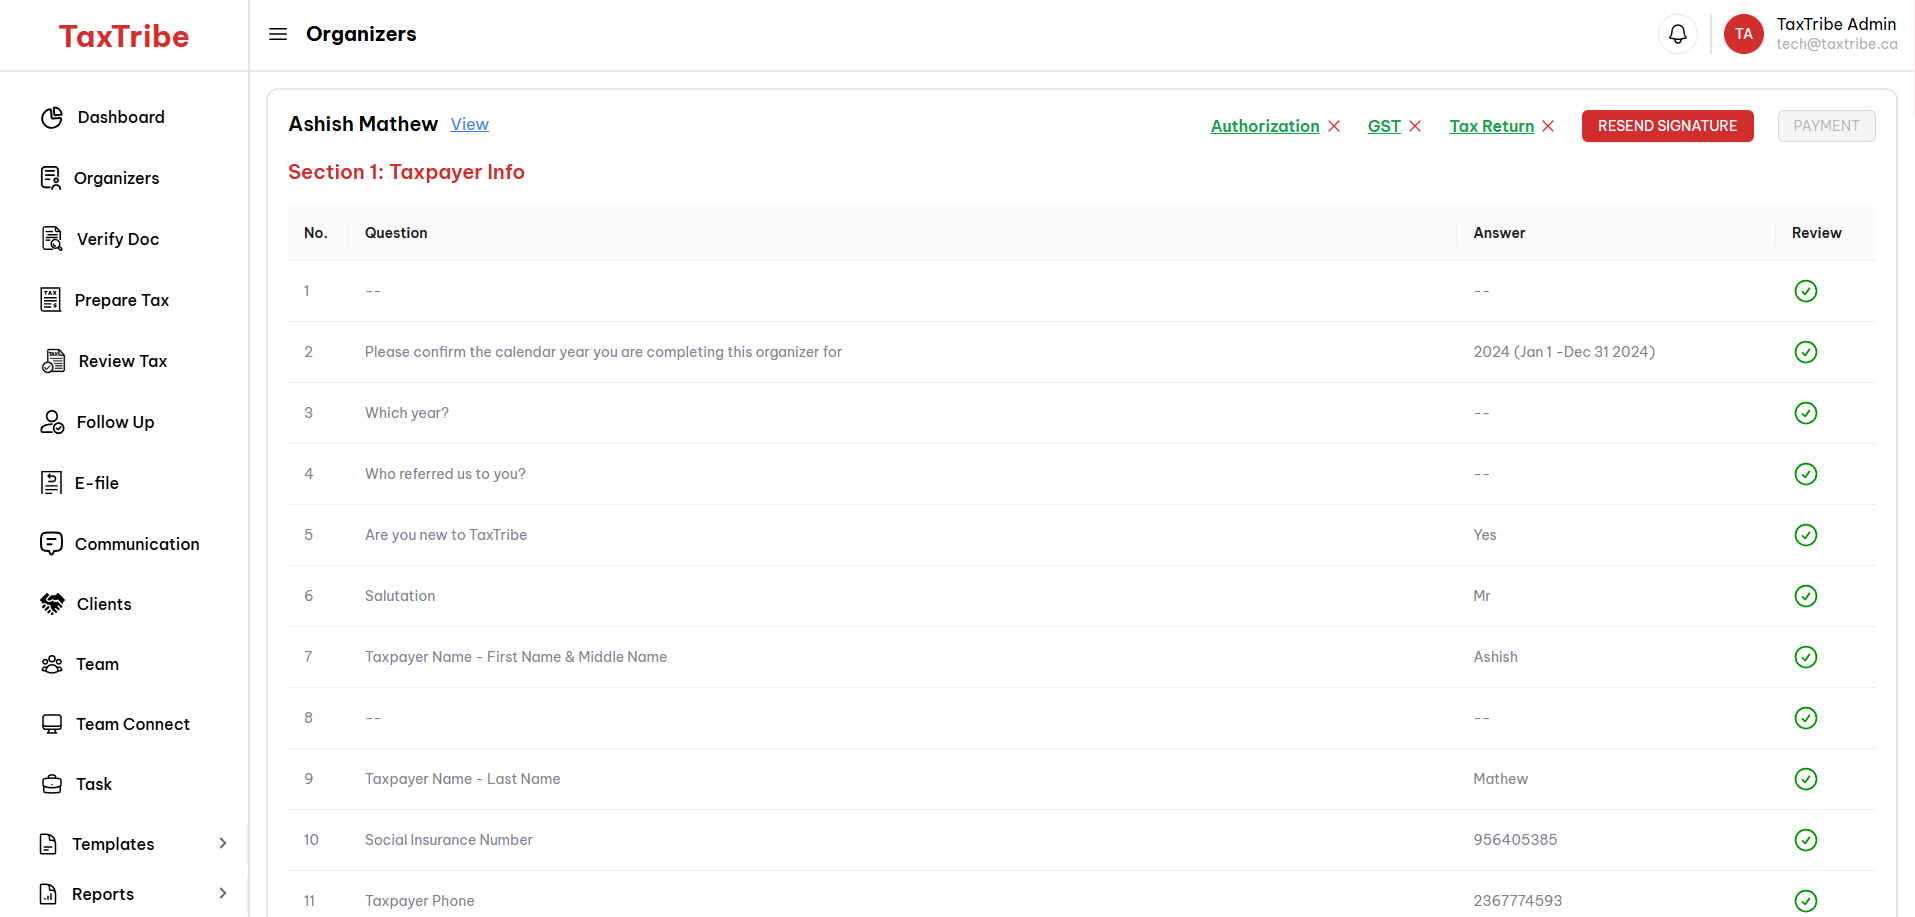 TaxTribe
Organizers
TA
TaxTribe Admin
tech@taxtribe.ca
Dashboard
Organizers
Verify Doc
Prepare Tax
Review Tax
Follow Up
E-file
Communication
Clients
Team
Team Connect
Task
Templates
Reports
Ashish Mathew View
Authorization GST Tax Return RESEND SIGNATURE PAYMENT
Section 1: Taxpayer Info
No. Question Answer Review
1 -- --
2 Please confirm the calendar year you are completing this organizer for 2024 (Jan 1 -Dec 31 2024)
3 Which year? --
4 Who referred us to you? --
5 Are you new to TaxTribe Yes
6 Salutation Mr
7 Taxpayer Name - First Name & Middle Name Ashish
8 -- --
9 Taxpayer Name - Last Name Mathew
10 Social Insurance Number 956405385
11 Taxpayer Phone 2367774593